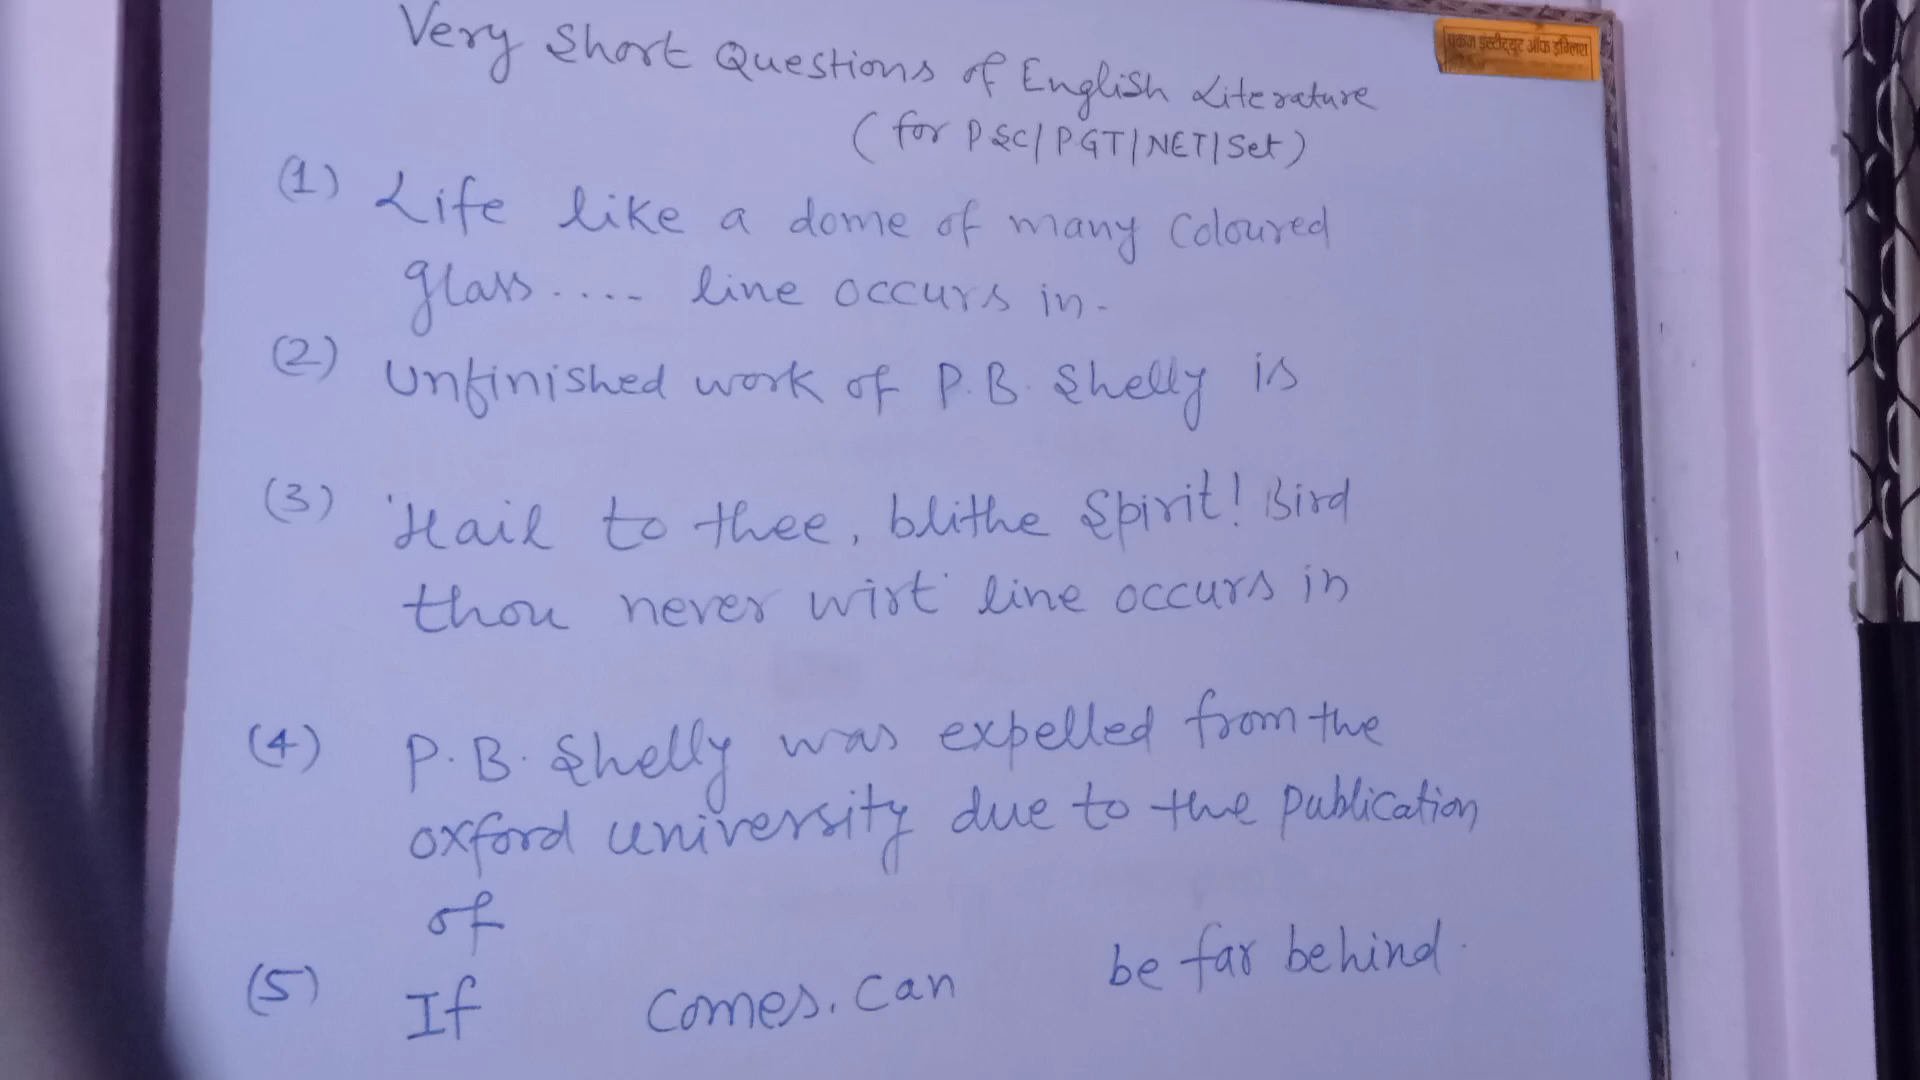 Very Short Questions of English Literature
(for PSC/PGT/NET/Set)
एकज इंस्टीट्यूट ऑफ इंग्लिश
(1) Life like a dome of many Coloured
glass.... line occurs in-
(2) Unfinished work of P.B. Shelly is
(3) 'Hail to thee, blithe Spirit! Bird
thou never wirt' line occurs in
(4) P.B. Shelly was expelled from the
oxford university due to the publication
of
(5) If comes, can be far behind.